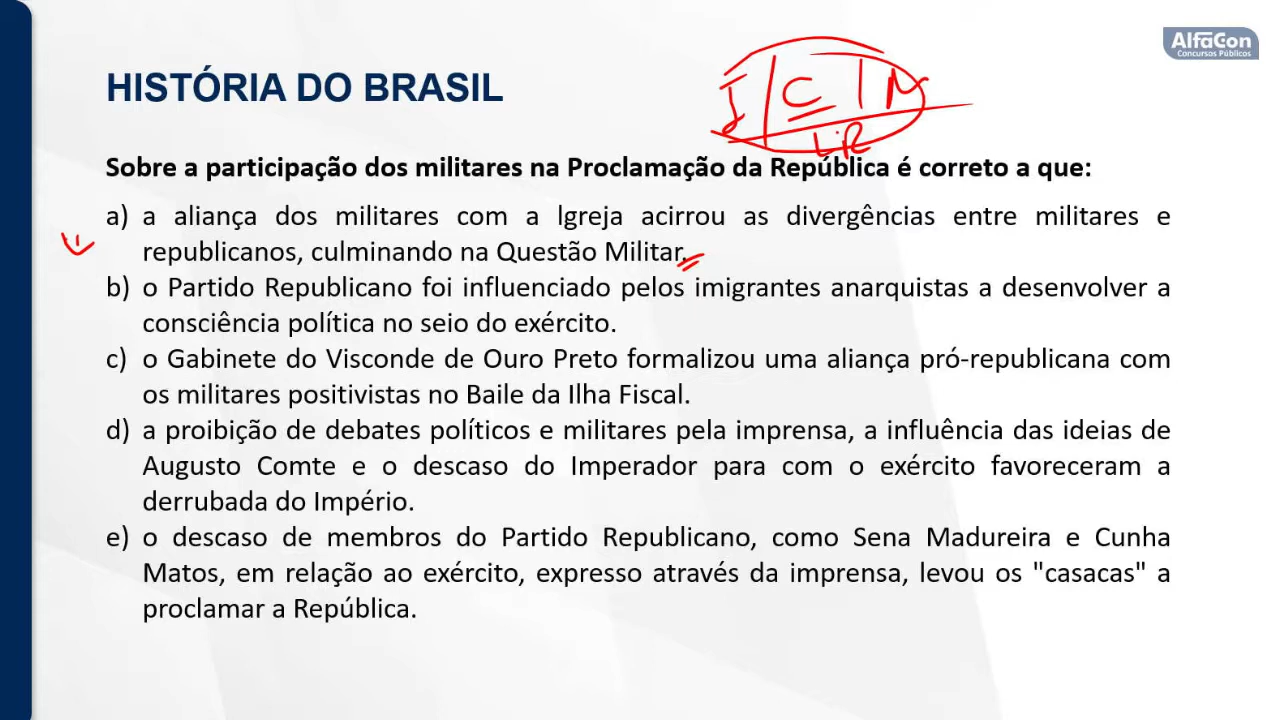 AlfaCon
Concursos Públicos
HISTÓRIA DO BRASIL
I | C | M
Sobre a participação dos militares na Proclamação da República é correto a que:
a) a aliança dos militares com a Igreja acirrou as divergências entre militares e
republicanos, culminando na Questão Militar.
b) o Partido Republicano foi influenciado pelos imigrantes anarquistas a desenvolver a
consciência política no seio do exército.
c) o Gabinete do Visconde de Ouro Preto formalizou uma aliança pró-republicana com
os militares positivistas no Baile da Ilha Fiscal.
d) a proibição de debates políticos e militares pela imprensa, a influência das ideias de
Augusto Comte e o descaso do Imperador para com o exército favoreceram a
derrubada do Império.
e) o descaso de membros do Partido Republicano, como Sena Madureira e Cunha
Matos, em relação ao exército, expresso através da imprensa, levou os "casacas" a
proclamar a República.